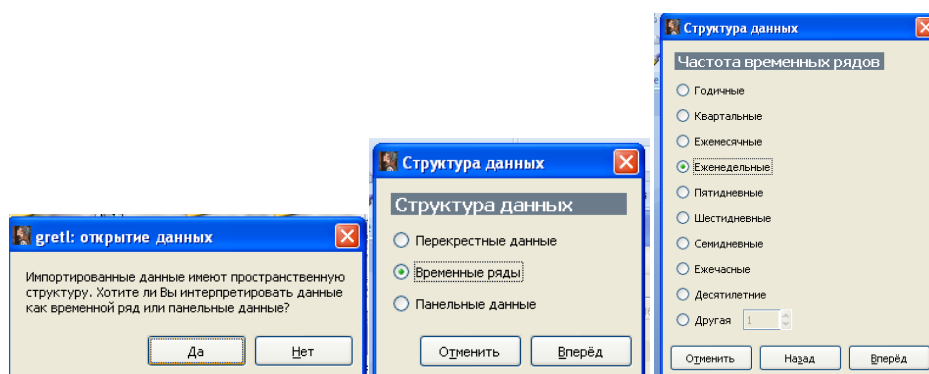 gretl: открытие данных
Импортированные данные имеют пространственную
структуру. Хотите ли Вы интерпретировать данные
как временной ряд или панельные данные?
Да
Нет
Структура данных
Структура данных
Перекрестные данные
Временные ряды
Панельные данные
Отменить
Вперёд
Структура данных
Частота временных рядов
Годичные
Квартальные
Ежемесячные
Еженедельные
Пятидневные
Шестидневные
Семидневные
Ежечасные
Десятилетние
Другая 1
Отменить
Назад
Вперёд